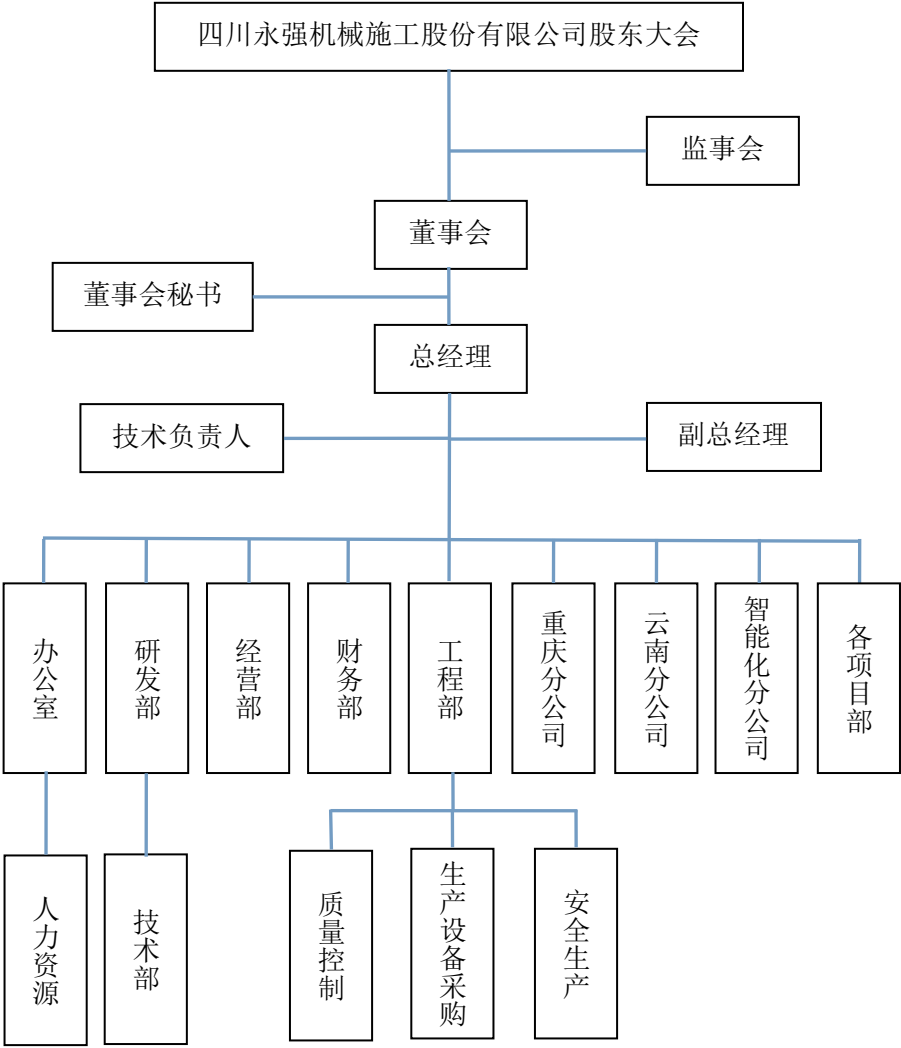 四川永强机械施工股份有限公司股东大会
监事会
董事会
董事会秘书
总经理
技术负责人
副总经理
办公室
研发部
经营部
财务部
工程部
重庆分公司
云南分公司
智能化分公司
各项目部
人力资源
技术部
质量控制
生产设备采购
安全生产